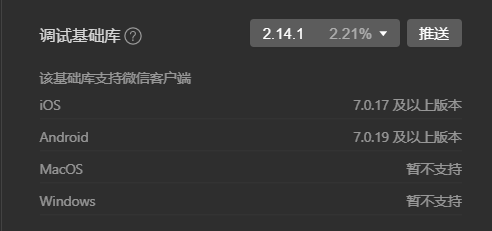 调试基础库 ? 2.14.1 2.21% 推送
该基础库支持微信客户端
iOS 7.0.17 及以上版本
Android 7.0.19 及以上版本
MacOS 暂不支持
Windows 暂不支持